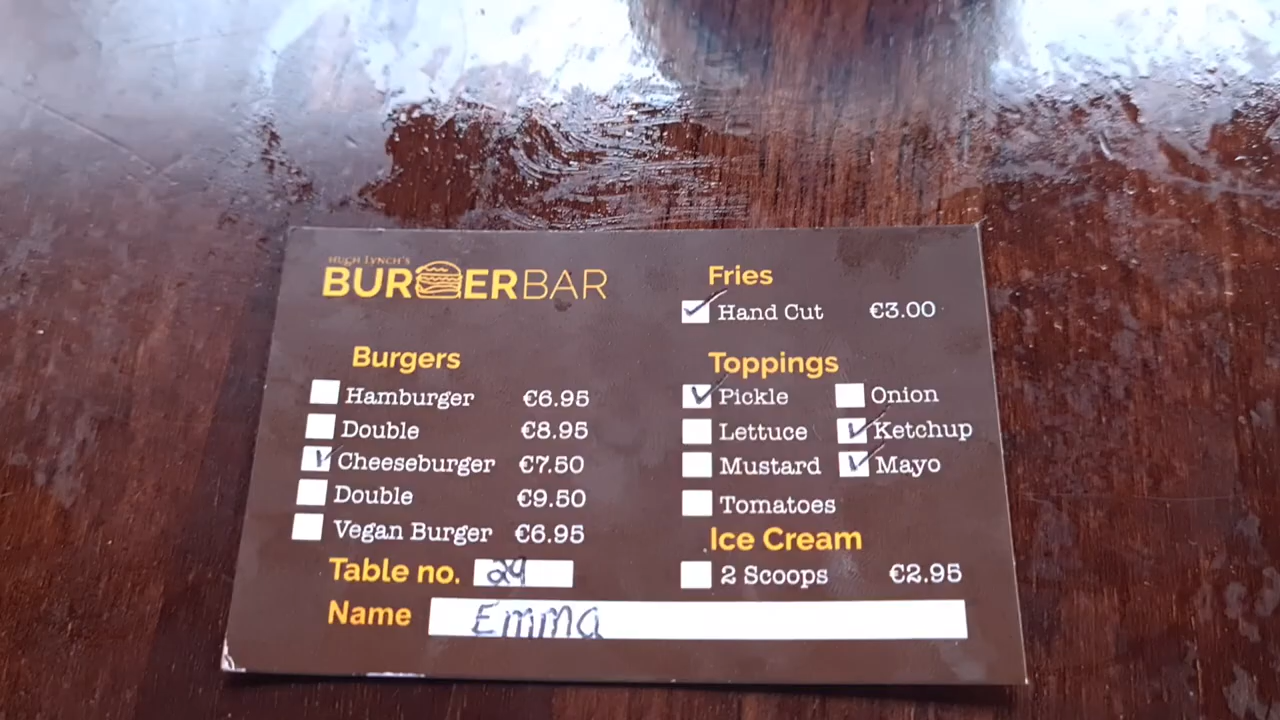 HUGH LYNCH'S
BURGERBAR
Burgers
Hamburger €6.95
Double €8.95
Cheeseburger €7.50
Double €9.50
Vegan Burger €6.95
Table no. 29
Name Emma
Fries
Hand Cut €3.00
Toppings
Pickle Onion
Lettuce Ketchup
Mustard Mayo
Tomatoes
Ice Cream
2 Scoops €2.95